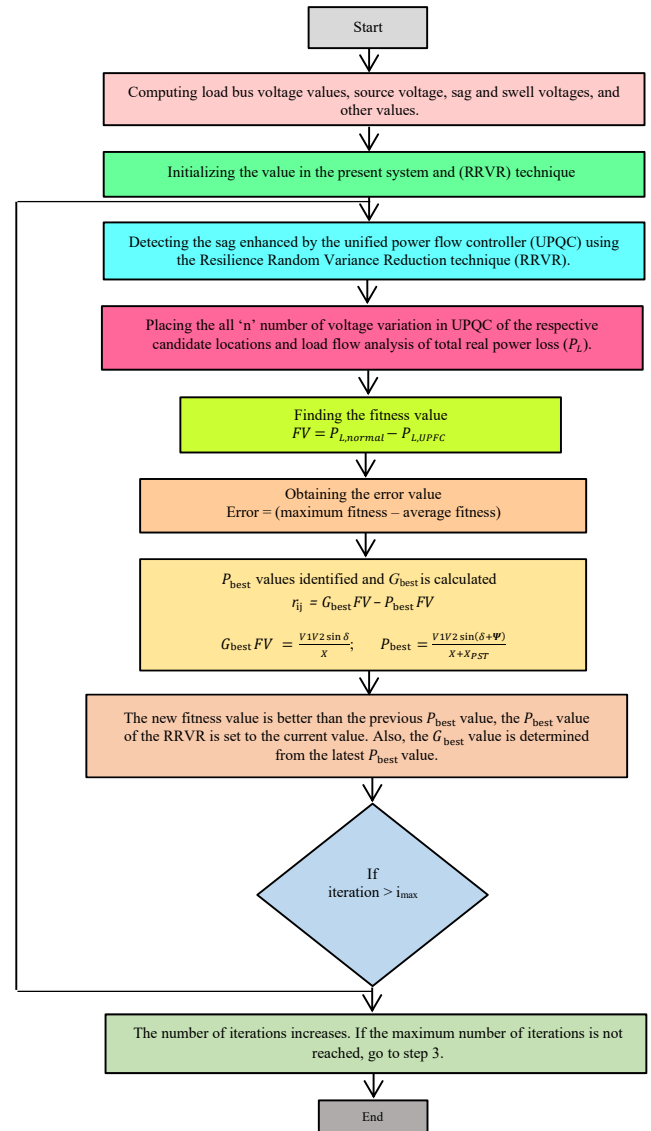 Start
Computing load bus voltage values, source voltage, sag and swell voltages, and
other values.
Initializing the value in the present system and (RRVR) technique
Detecting the sag enhanced by the unified power flow controller (UPQC) using
the Resilience Random Variance Reduction technique (RRVR).
Placing the all ‘n’ number of voltage variation in UPQC of the respective
candidate locations and load flow analysis of total real power loss (P_L).
Finding the fitness value
FV = P_{L,normal} − P_{L,UPFC}
Obtaining the error value
Error = (maximum fitness – average fitness)
P_best values identified and G_best is calculated
r_ij = G_best FV – P_best FV
G_best FV = \frac{V1V2 sin δ}{X}; P_best = \frac{V1V2 sin(δ+Ψ)}{X+X_{PST}}
The new fitness value is better than the previous P_best value, the P_best value
of the RRVR is set to the current value. Also, the G_best value is determined
from the latest P_best value.
If
iteration > i_max
The number of iterations increases. If the maximum number of iterations is not
reached, go to step 3.
End